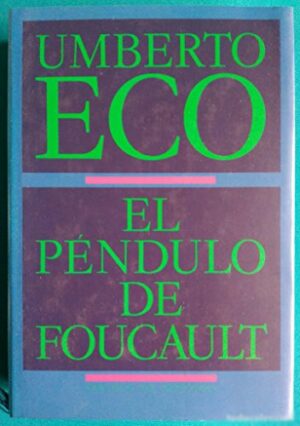 UMBERTO
ECO
EL
PÉNDULO
DE
FOUCAULT